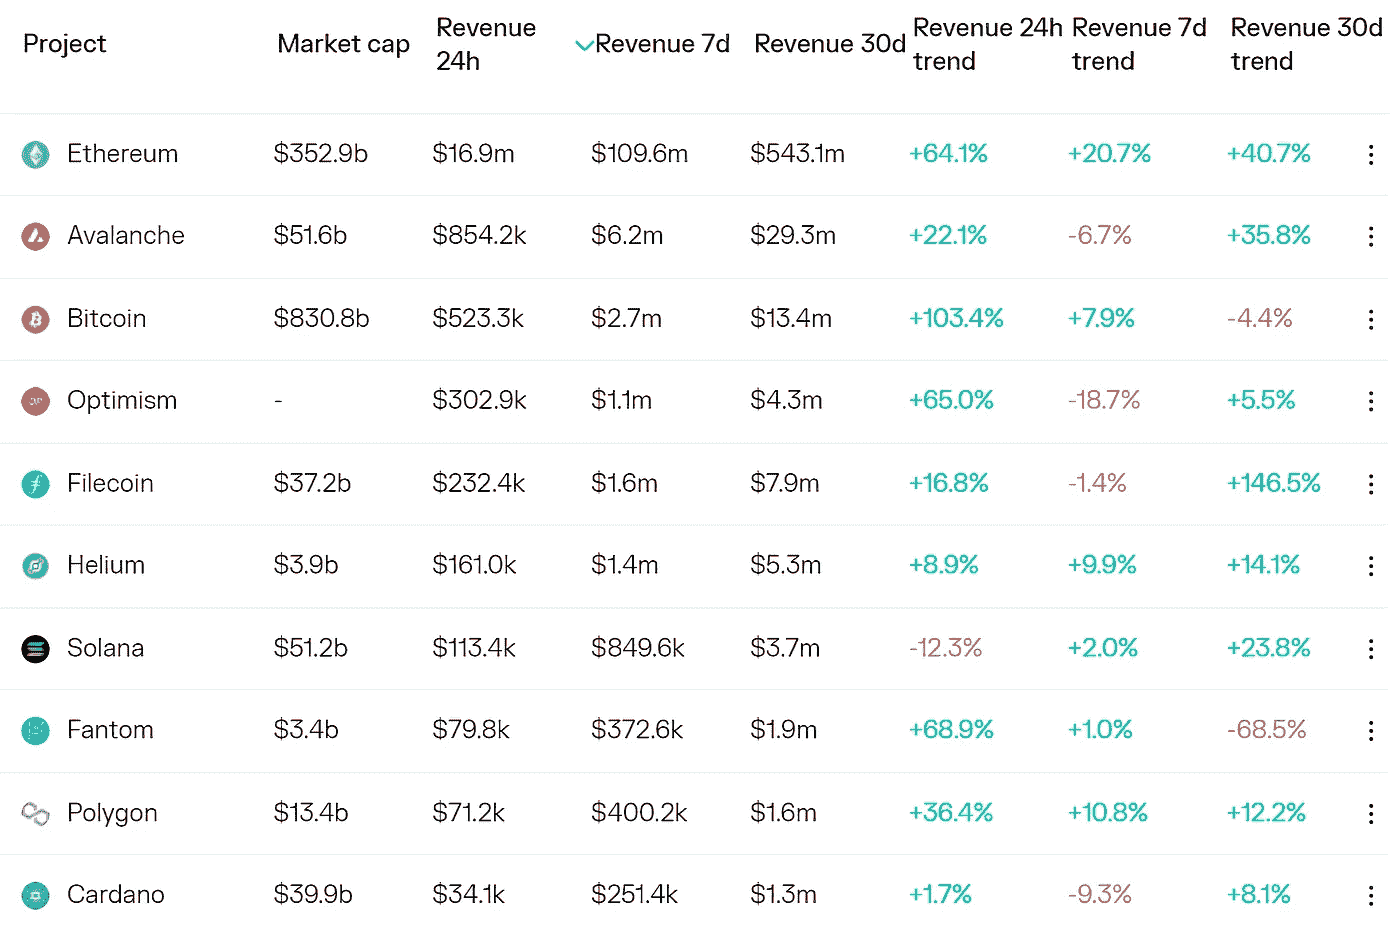 Project Market cap Revenue 24h Revenue 7d Revenue 30d Revenue 24h trend Revenue 7d trend Revenue 30d trend
Ethereum $352.9b $16.9m $109.6m $543.1m +64.1% +20.7% +40.7%
Avalanche $51.6b $854.2k $6.2m $29.3m +22.1% -6.7% +35.8%
Bitcoin $830.8b $523.3k $2.7m $13.4m +103.4% +7.9% -4.4%
Optimism - $302.9k $1.1m $4.3m +65.0% -18.7% +5.5%
Filecoin $37.2b $232.4k $1.6m $7.9m +16.8% -1.4% +146.5%
Helium $3.9b $161.0k $1.4m $5.3m +8.9% +9.9% +14.1%
Solana $51.2b $113.4k $849.6k $3.7m -12.3% +2.0% +23.8%
Fantom $3.4b $79.8k $372.6k $1.9m +68.9% +1.0% -68.5%
Polygon $13.4b $71.2k $400.2k $1.6m +36.4% +10.8% +12.2%
Cardano $39.9b $34.1k $251.4k $1.3m +1.7% -9.3% +8.1%